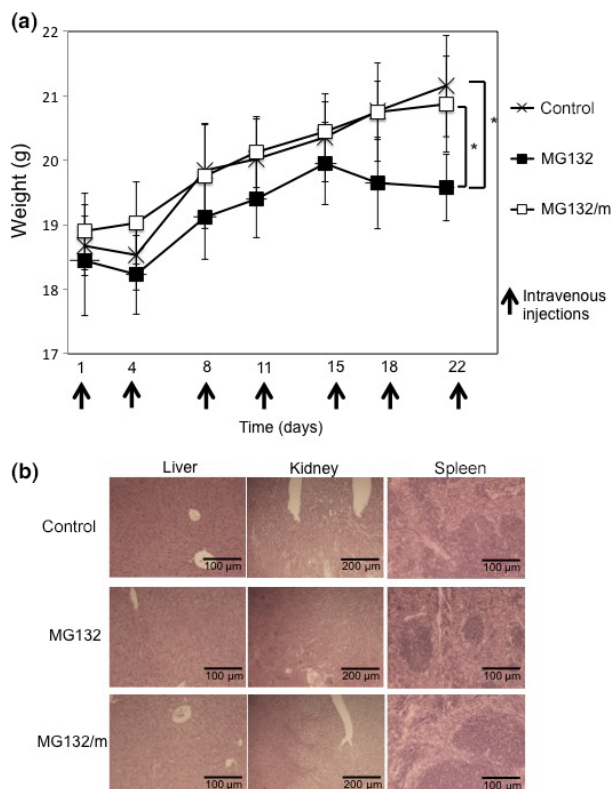 (a)
22
21
20
19
18
17
Weight (g)
*
*
Control
MG132
MG132/m
Intravenous
injections
1 4 8 11 15 18 22
Time (days)
(b)
Liver Kidney Spleen
Control
100 µm 200 µm 100 µm
MG132
100 µm 200 µm 100 µm
MG132/m
100 µm 200 µm 100 µm